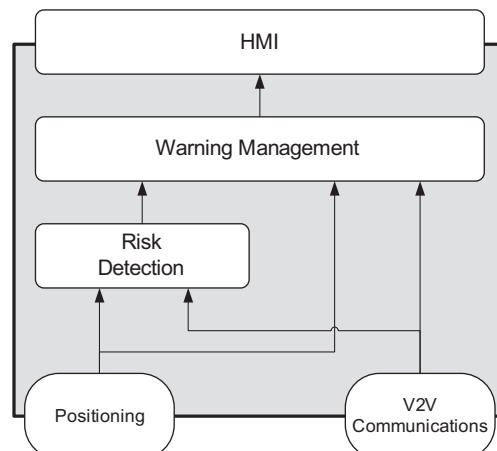 HMI
Warning Management
Risk
Detection
Positioning
V2V
Communications